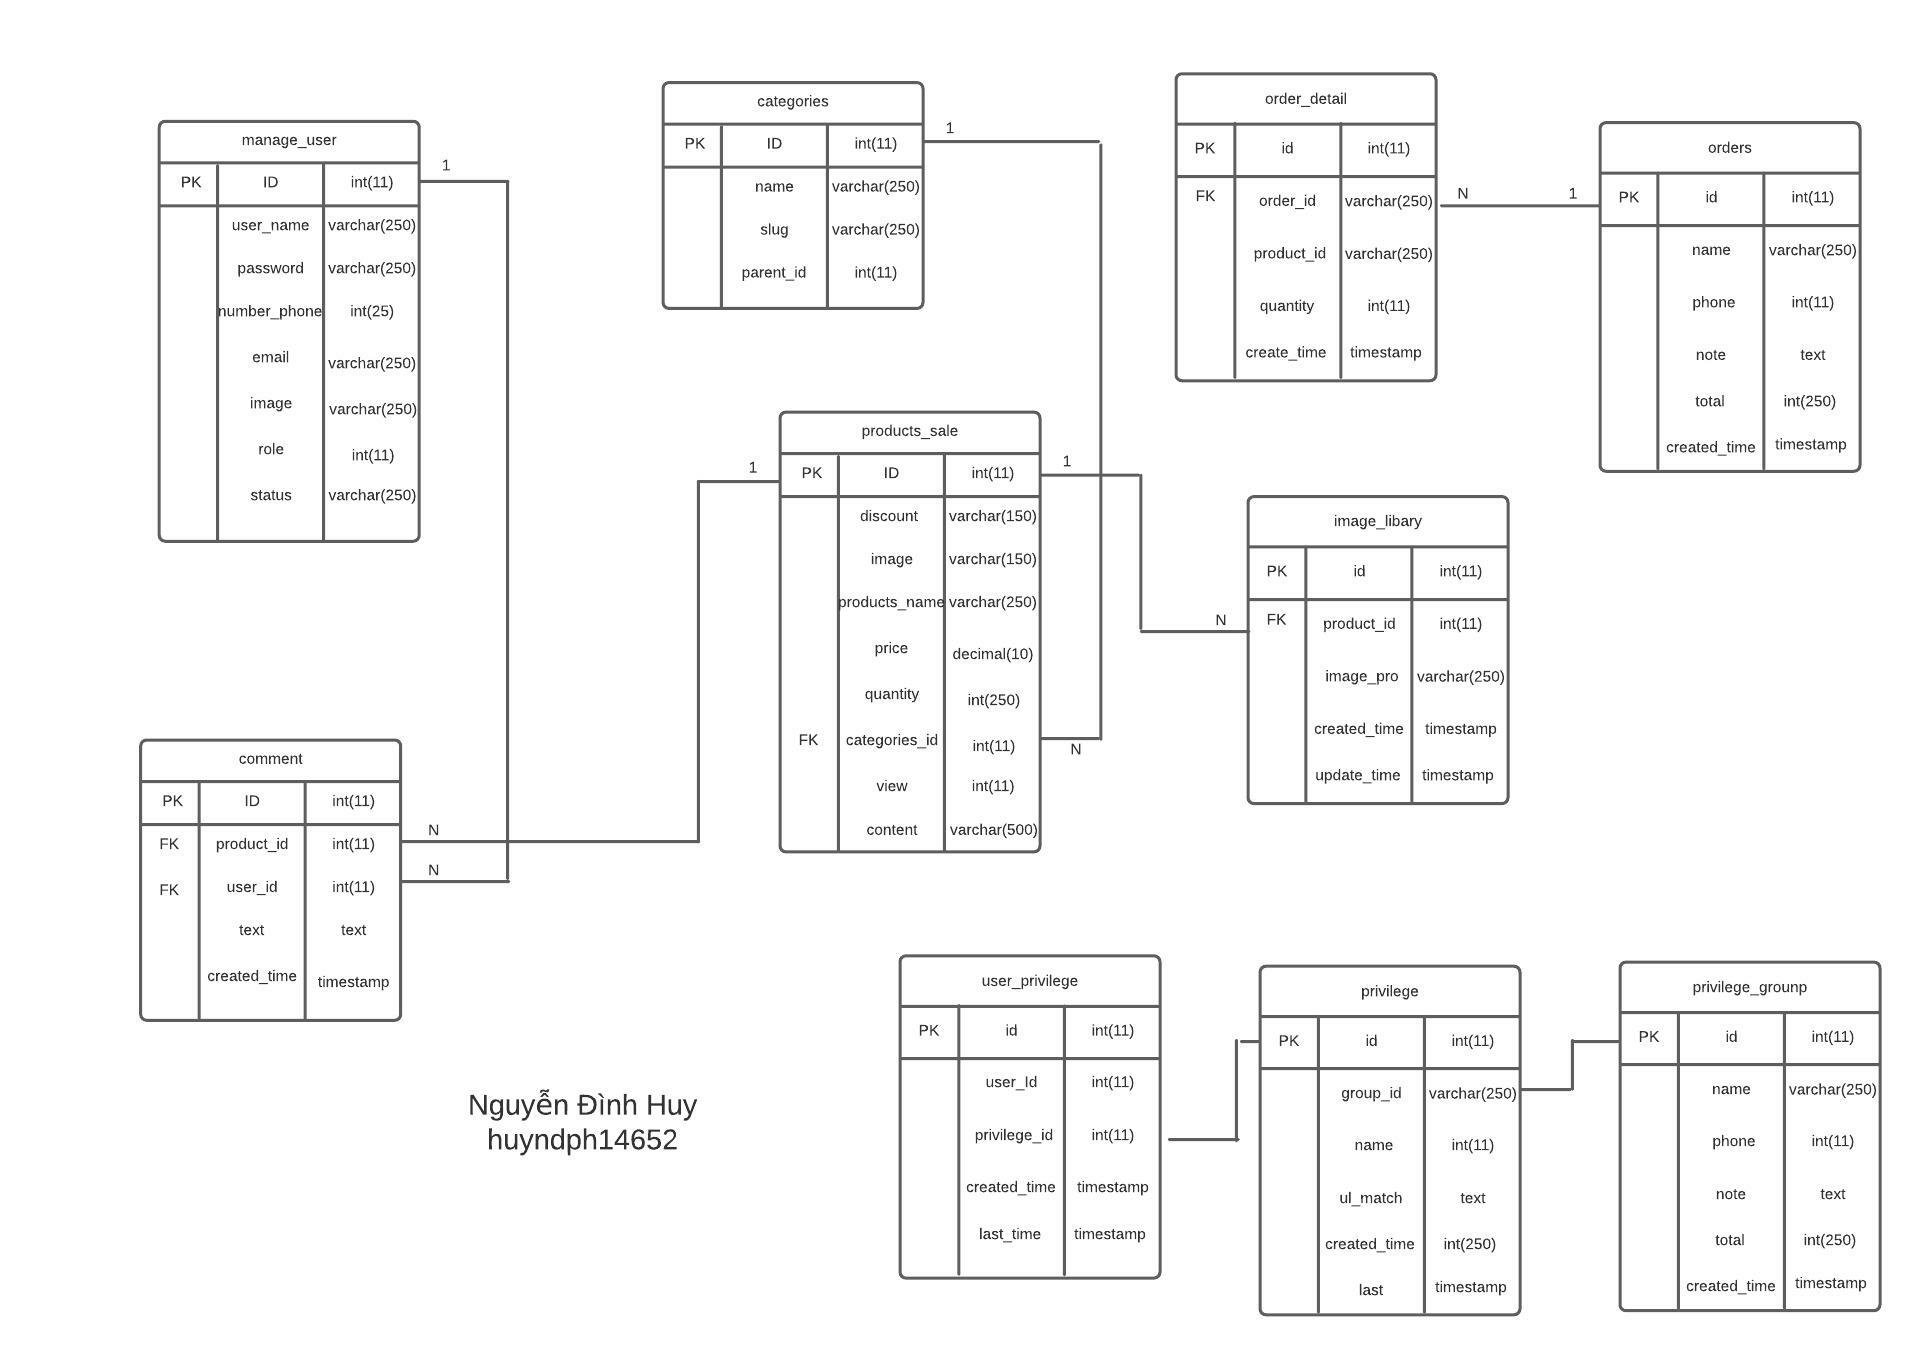 manage_user
PK ID int(11)
user_name varchar(250)
password varchar(250)
number_phone int(25)
email varchar(250)
image varchar(250)
role int(11)
status varchar(250)
1
categories
PK ID int(11)
name varchar(250)
slug varchar(250)
parent_id int(11)
1
order_detail
PK id int(11)
FK order_id varchar(250)
product_id varchar(250)
quantity int(11)
create_time timestamp
N 1
orders
PK id int(11)
name varchar(250)
phone int(11)
note text
total int(250)
created_time timestamp
1
products_sale
PK ID int(11)
discount varchar(150)
image varchar(150)
products_name varchar(250)
price decimal(10)
quantity int(250)
FK categories_id int(11)
view int(11)
content varchar(500)
1
N
N
image_libary
PK id int(11)
FK product_id int(11)
image_pro varchar(250)
created_time timestamp
update_time timestamp
comment
PK ID int(11)
FK product_id int(11)
FK user_id int(11)
text text
created_time timestamp
N
N
Nguyễn Đình Huy
huyndph14652
user_privilege
PK id int(11)
user_Id int(11)
privilege_id int(11)
created_time timestamp
last_time timestamp
privilege
PK id int(11)
group_id varchar(250)
name int(11)
ul_match text
created_time int(250)
last timestamp
privilege_grounp
PK id int(11)
name varchar(250)
phone int(11)
note text
total int(250)
created_time timestamp